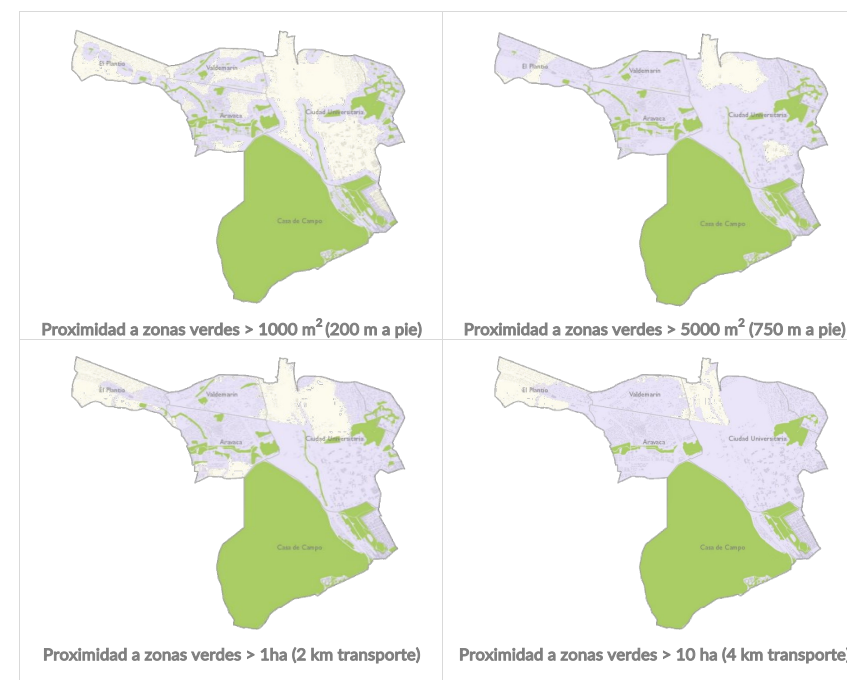 El Plantío
Valdemarín
Ciudad Universitaria
Aravaca
Casa de Campo
Proximidad a zonas verdes > 1000 m² (200 m a pie)
El Plantío
Valdemarín
Ciudad Universitaria
Aravaca
Casa de Campo
Proximidad a zonas verdes > 5000 m² (750 m a pie)
El Plantío
Valdemarín
Ciudad Universitaria
Aravaca
Casa de Campo
Proximidad a zonas verdes > 1ha (2 km transporte)
El Plantío
Valdemarín
Ciudad Universitaria
Aravaca
Casa de Campo
Proximidad a zonas verdes > 10 ha (4 km transporte)